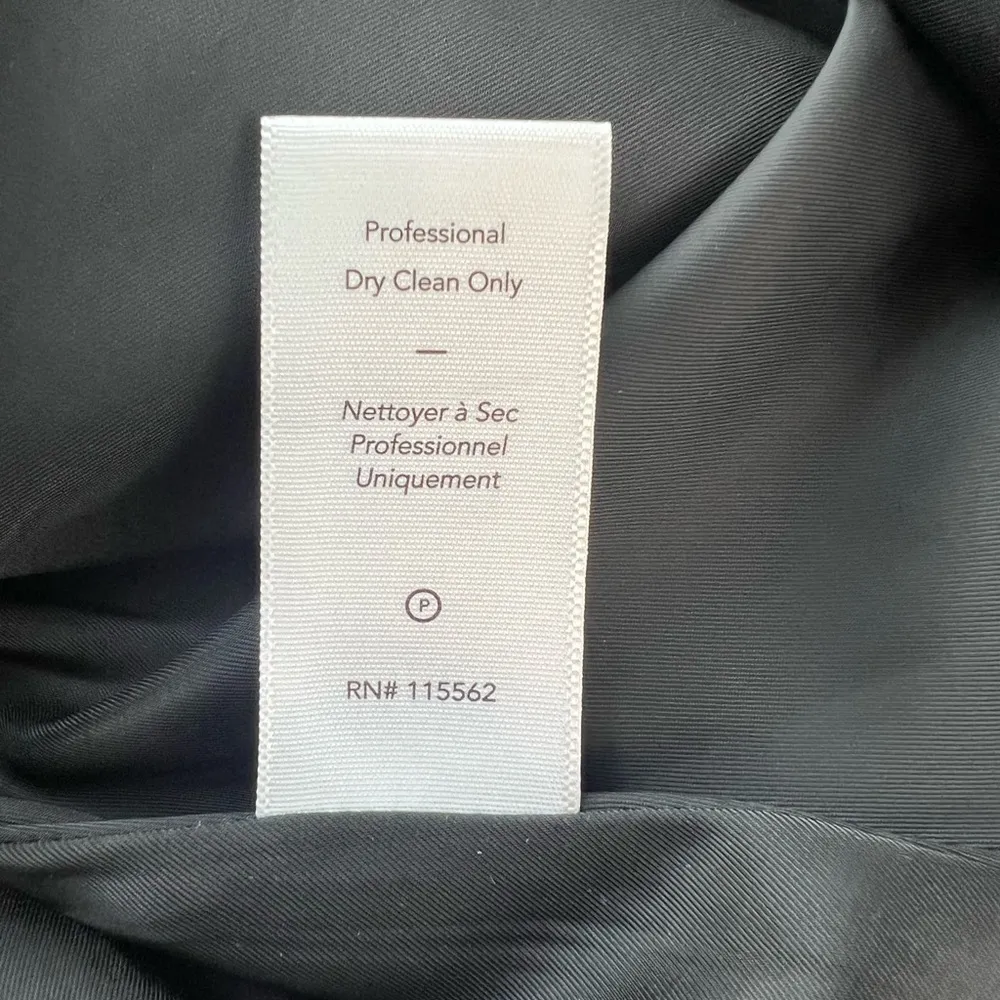 Professional
Dry Clean Only
—
Nettoyer à Sec
Professionnel
Uniquement
P
RN# 115562